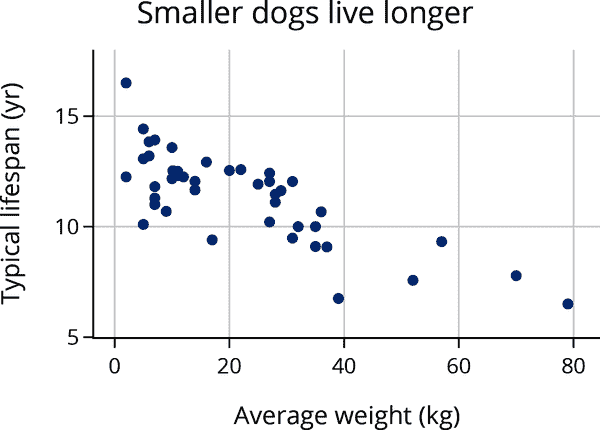 Smaller dogs live longer
Typical lifespan (yr)
15
10
5
0 20 40 60 80
Average weight (kg)